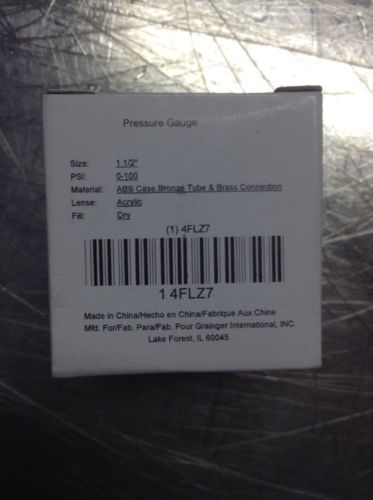 Pressure Gauge
Size: 1 1/2"
PSI: 0-100
Material: ABS Case,Bronze Tube & Brass Connection
Lense: Acrylic
Fill: Dry
(1) 4FLZ7
1 4FLZ7
Made in China/Hecho en China/Fabrique Aux Chine
Mfd. For/Fab. Para/Fab. Pour Grainger International, INC.
Lake Forest, IL 60045